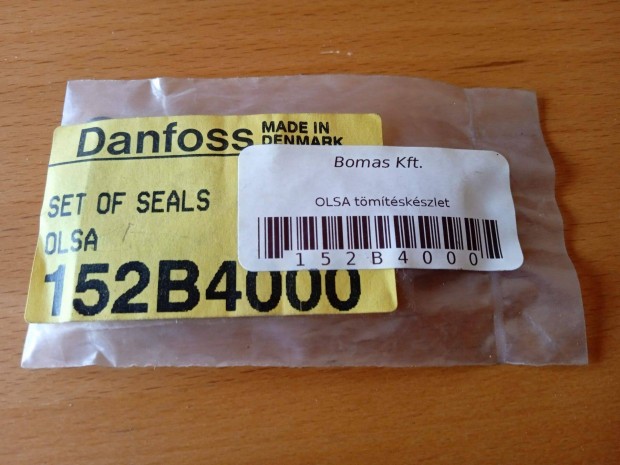 Danfoss MADE IN
DENMARK
SET OF SEALS
OLSA
152B4000
Bomas Kft.
OLSA tömítéskészlet
152B4000